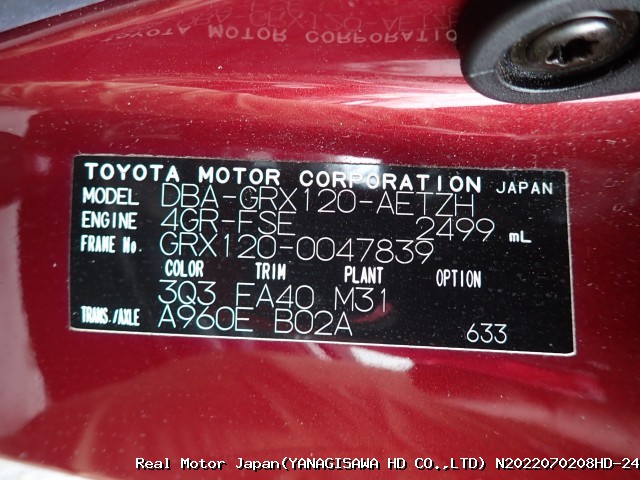 TOYOTA MOTOR CORPORATION JAPAN
MODEL DBA-GRX120-AETZH
ENGINE 4GR-FSE 2499 mL
FRAME No. GRX120-0047839
COLOR TRIM PLANT OPTION
3Q3 FA40 M31
TRANS./AXLE A960E B02A 633
Real Motor Japan(YANAGISAWA HD CO.,LTD) N2022070208HD-24